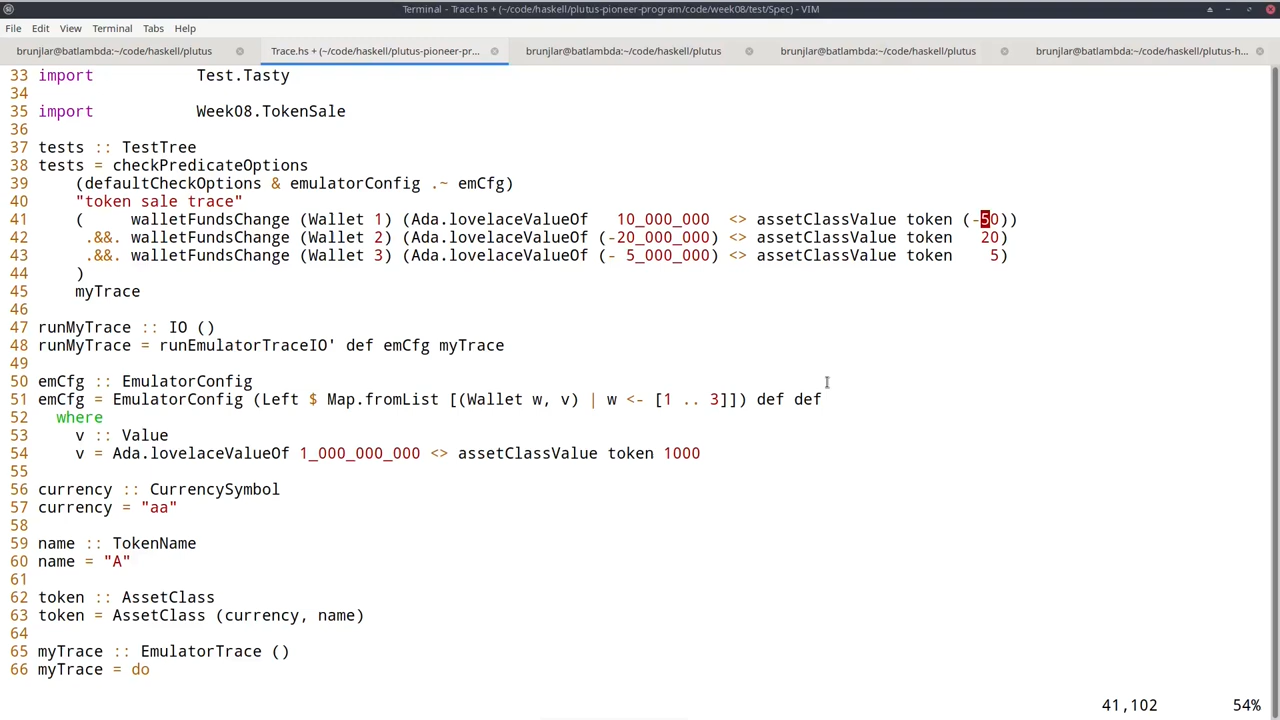 Terminal - Trace.hs + (~/code/haskell/plutus-pioneer-program/code/week08/test/Spec) - VIM
File Edit View Terminal Tabs Help
brunjlar@batlambda:~/code/haskell/plutus Trace.hs + (~/code/haskell/plutus-pioneer-pr... brunjlar@batlambda:~/code/haskell/plutus brunjlar@batlambda:~/code/haskell/plutus brunjlar@batlambda:~/code/haskell/plutus-h...
33 import           Test.Tasty
34
35 import           Week08.TokenSale
36
37 tests :: TestTree
38 tests = checkPredicateOptions
39     (defaultCheckOptions & emulatorConfig .~ emCfg)
40     "token sale trace"
41     (     walletFundsChange (Wallet 1) (Ada.lovelaceValueOf   10_000_000  <> assetClassValue token (-50))
42      .&&. walletFundsChange (Wallet 2) (Ada.lovelaceValueOf (-20_000_000) <> assetClassValue token   20)
43      .&&. walletFundsChange (Wallet 3) (Ada.lovelaceValueOf (- 5_000_000) <> assetClassValue token    5)
44     )
45     myTrace
46
47 runMyTrace :: IO ()
48 runMyTrace = runEmulatorTraceIO' def emCfg myTrace
49
50 emCfg :: EmulatorConfig
51 emCfg = EmulatorConfig (Left $ Map.fromList [(Wallet w, v) | w <- [1 .. 3]]) def def
52   where
53     v :: Value
54     v = Ada.lovelaceValueOf 1_000_000_000 <> assetClassValue token 1000
55
56 currency :: CurrencySymbol
57 currency = "aa"
58
59 name :: TokenName
60 name = "A"
61
62 token :: AssetClass
63 token = AssetClass (currency, name)
64
65 myTrace :: EmulatorTrace ()
66 myTrace = do
41,102 54%